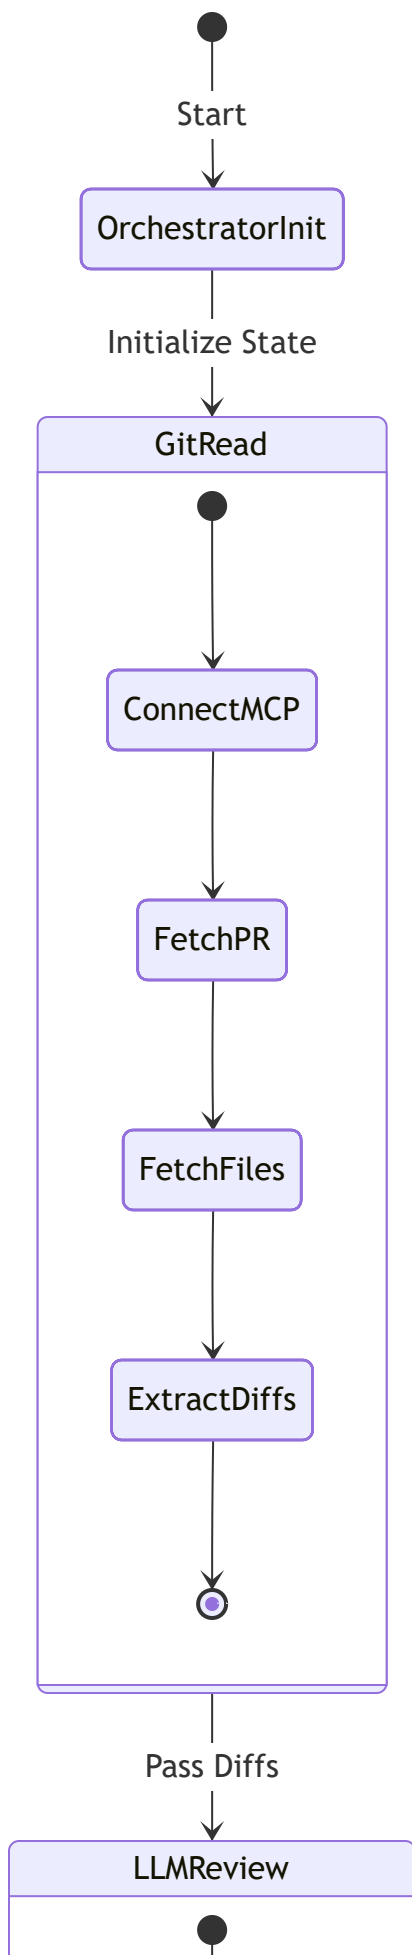 Start
OrchestratorInit
Initialize State
GitRead
ConnectMCP
FetchPR
FetchFiles
ExtractDiffs
Pass Diffs
LLMReview